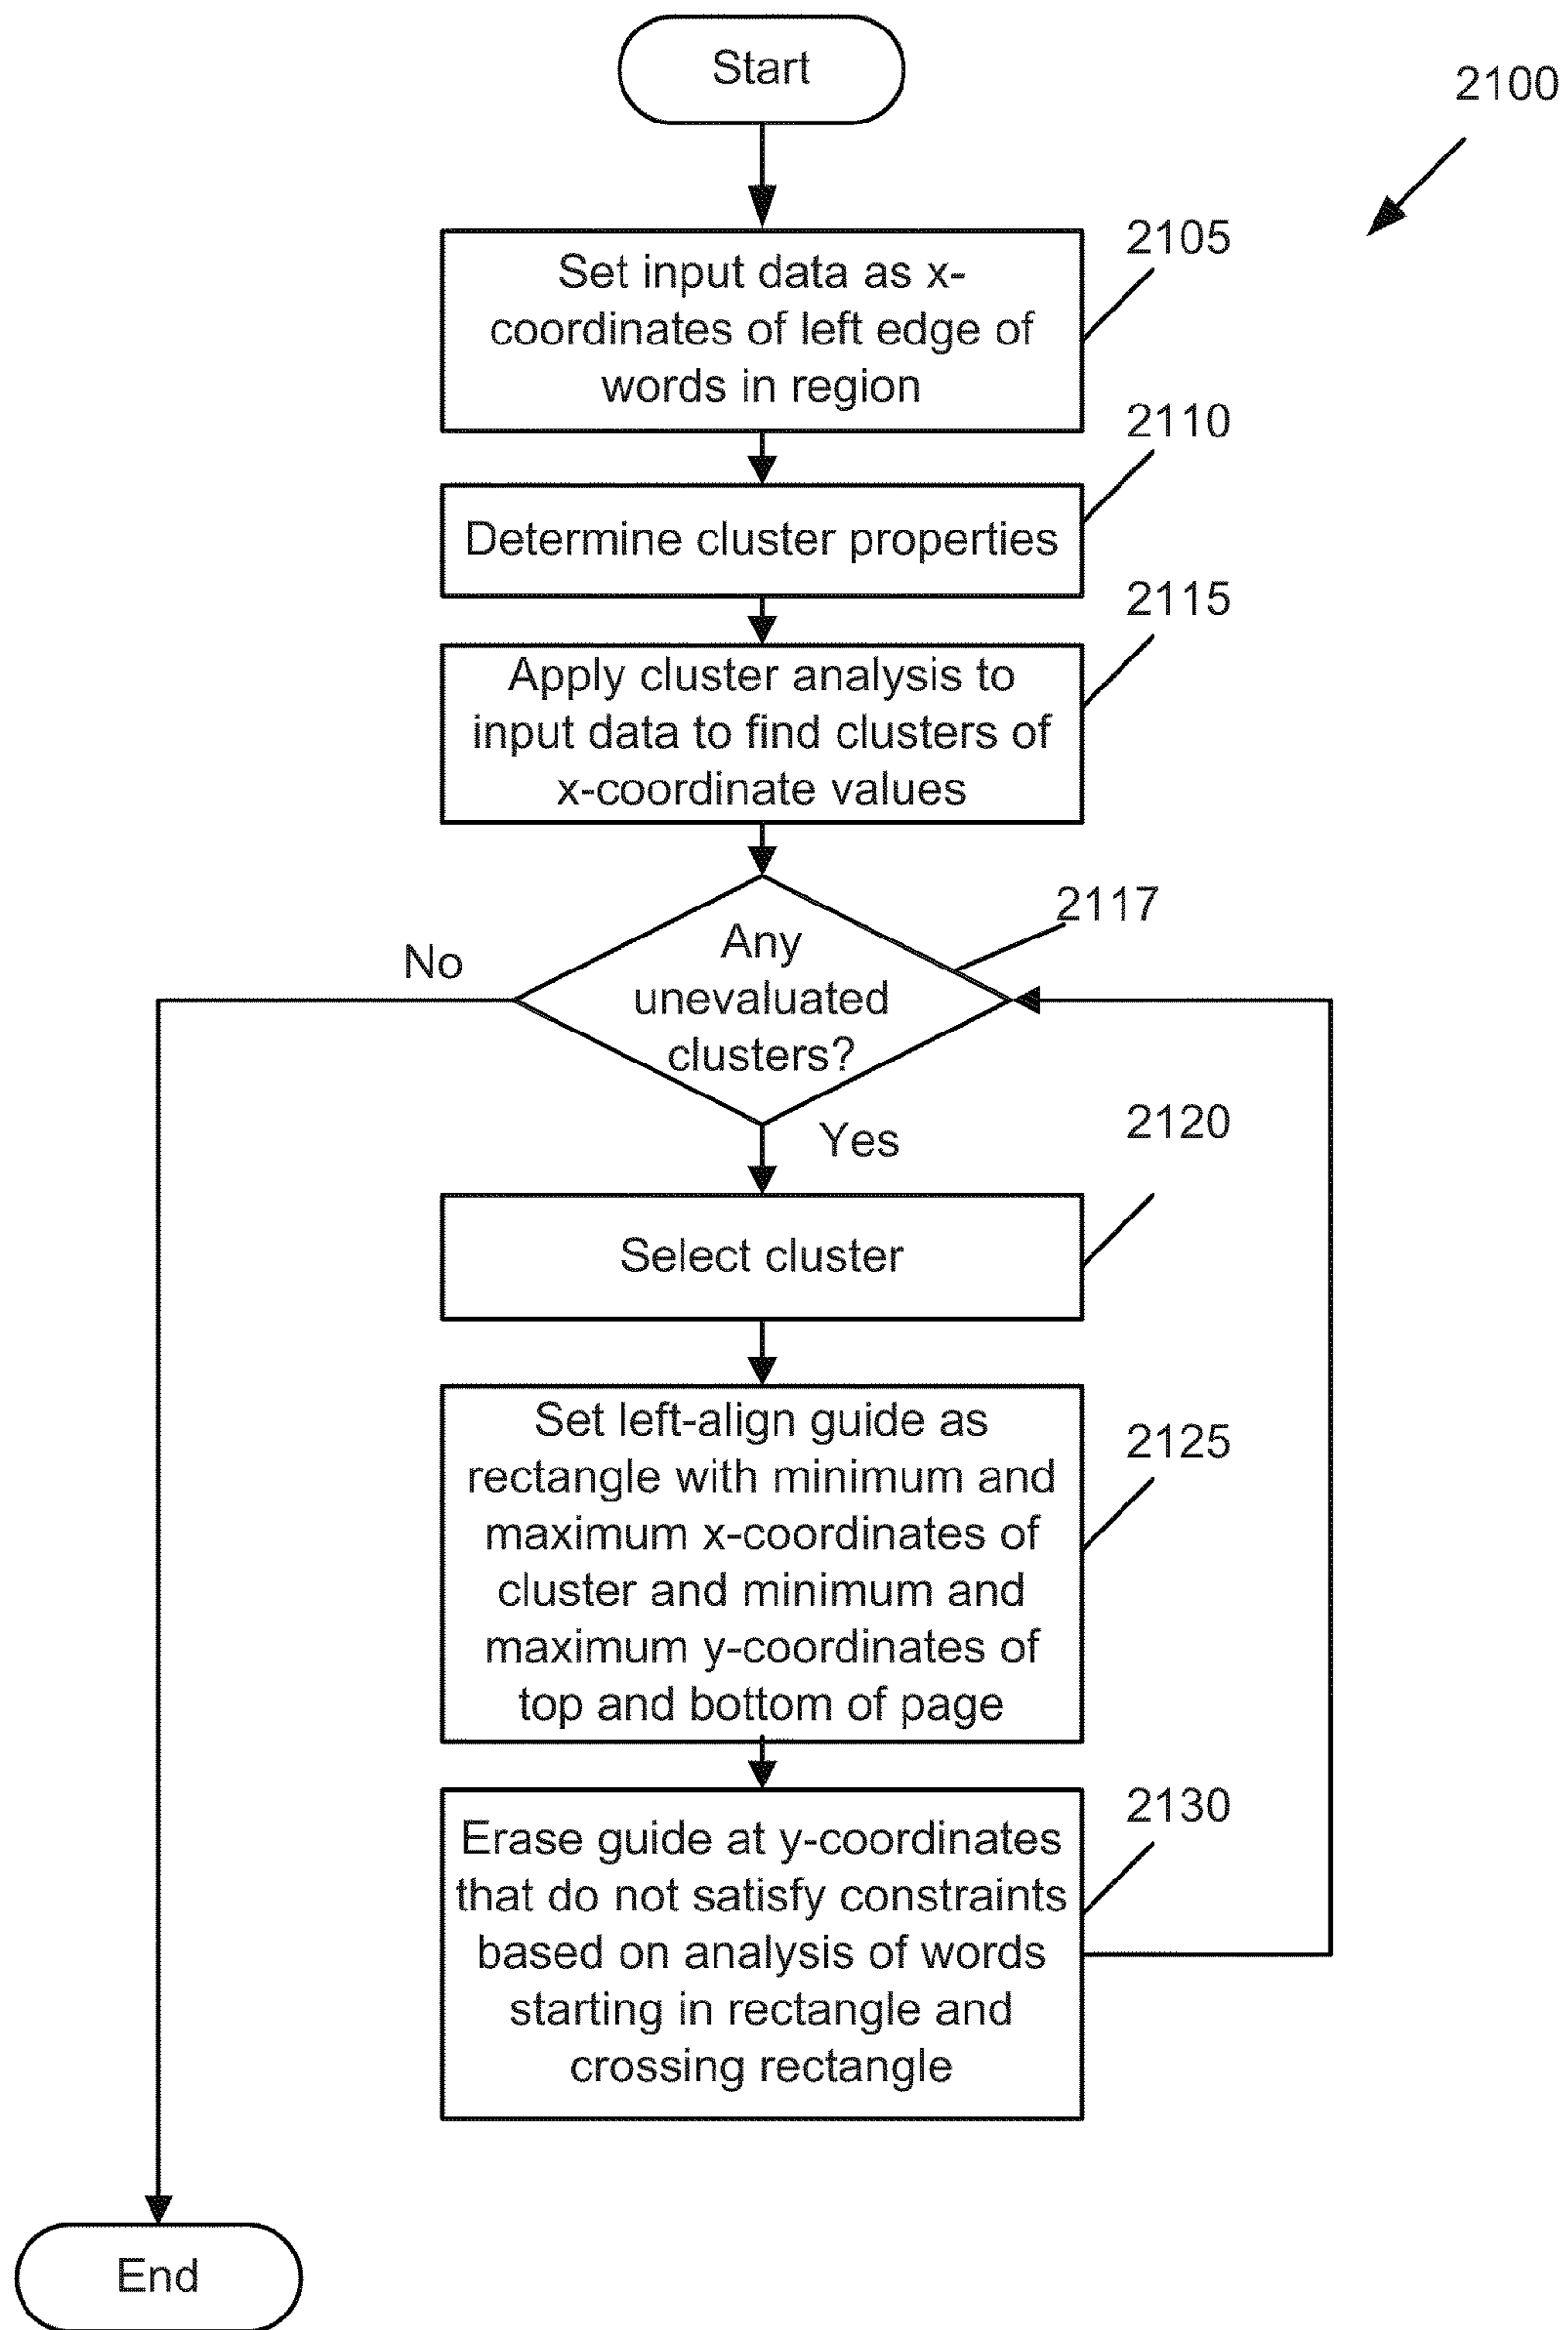 Start
2100
2105
Set input data as x-
coordinates of left edge of
words in region
2110
Determine cluster properties
2115
Apply cluster analysis to
input data to find clusters of
x-coordinate values
2117
No
Any
unevaluated
clusters?
Yes
2120
Select cluster
2125
Set left-align guide as
rectangle with minimum and
maximum x-coordinates of
cluster and minimum and
maximum y-coordinates of
top and bottom of page
2130
Erase guide at y-coordinates
that do not satisfy constraints
based on analysis of words
starting in rectangle and
crossing rectangle
End